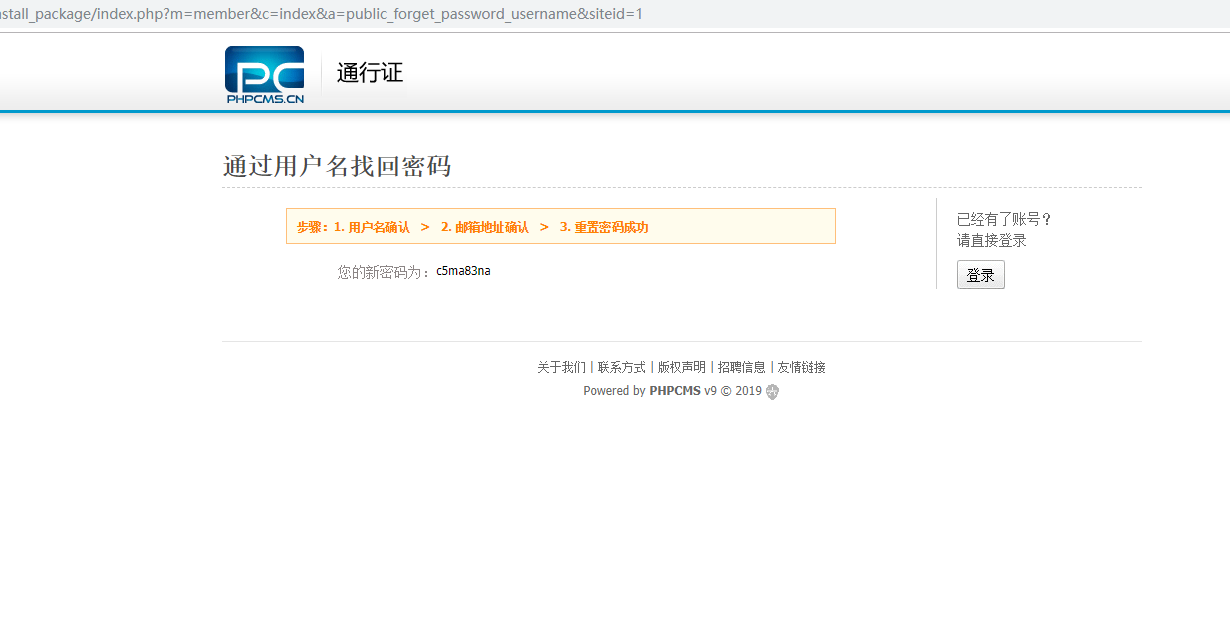 nstall_package/index.php?m=member&c=index&a=public_forget_password_username&siteid=1
PC
PHPCMS.CN
通行证
通过用户名找回密码
步骤：1. 用户名确认 > 2. 邮箱地址确认 > 3. 重置密码成功
您的新密码为： c5ma83na
已经有了账号？
请直接登录
登录
关于我们 | 联系方式 | 版权声明 | 招聘信息 | 友情链接
Powered by PHPCMS v9 © 2019